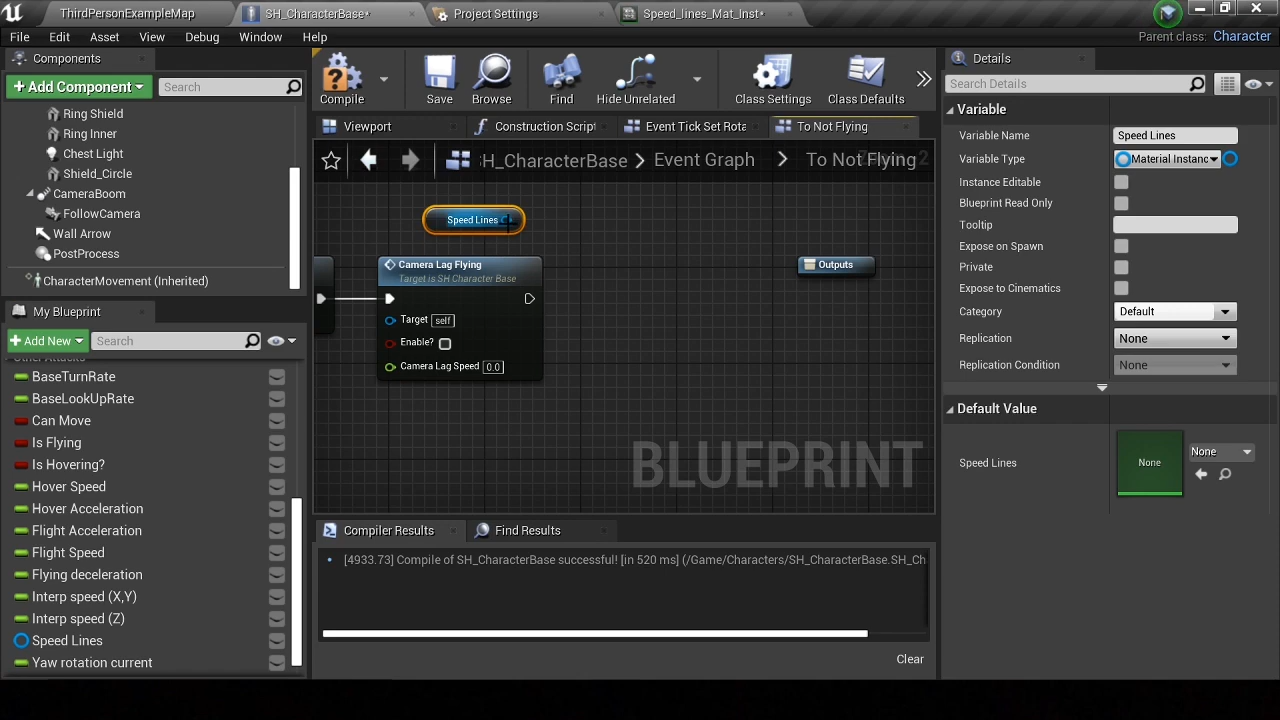 ThirdPersonExampleMap
SH_CharacterBase*
Project Settings
Speed_lines_Mat_Inst*
File Edit Asset View Debug Window Help
Parent class: Character
Components
+ Add Component
Search
Ring Shield
Ring Inner
Chest Light
Shield_Circle
CameraBoom
FollowCamera
Wall Arrow
PostProcess
CharacterMovement (Inherited)
My Blueprint
+ Add New
Search
BaseTurnRate
BaseLookUpRate
Can Move
Is Flying
Is Hovering?
Hover Speed
Hover Acceleration
Flight Acceleration
Flight Speed
Flying deceleration
Interp speed (X,Y)
Interp speed (Z)
Speed Lines
Yaw rotation current
Compile
Save
Browse
Find
Hide Unrelated
Class Settings
Class Defaults
Viewport
Construction Scrip
Event Tick Set Rota
To Not Flying
SH_CharacterBase > Event Graph > To Not Flying
Speed Lines
Camera Lag Flying
Target is SH Character Base
Target self
Enable?
Camera Lag Speed 0.0
Outputs
BLUEPRINT
Compiler Results
Find Results
[4933.73] Compile of SH_CharacterBase successful! [in 520 ms] (/Game/Characters/SH_CharacterBase.SH_Ch
Clear
Details
Search Details
Variable
Variable Name Speed Lines
Variable Type Material Instanc
Instance Editable
Blueprint Read Only
Tooltip
Expose on Spawn
Private
Expose to Cinematics
Category Default
Replication None
Replication Condition None
Default Value
Speed Lines
None
None